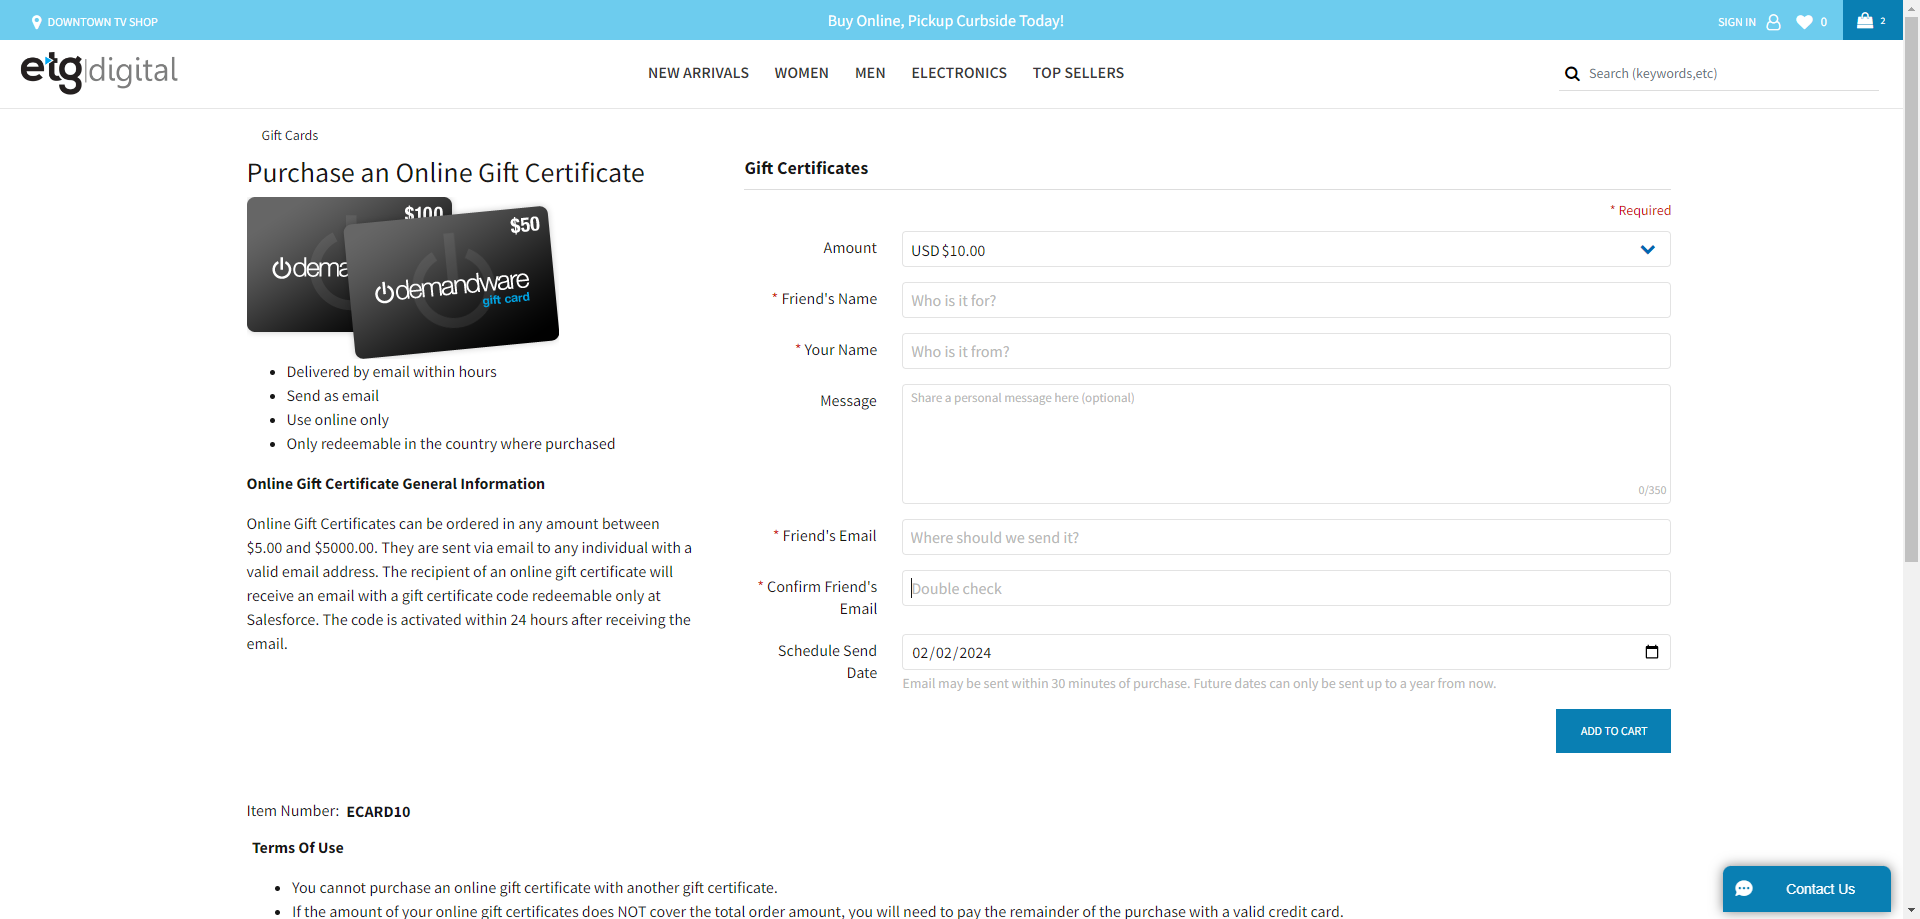 DOWNTOWN TV SHOP
Buy Online, Pickup Curbside Today!
SIGN IN
0
2
etg|digital
NEW ARRIVALS
WOMEN
MEN
ELECTRONICS
TOP SELLERS
Search (keywords,etc)
Gift Cards
Purchase an Online Gift Certificate
$100
$50
demandware
gift card
Delivered by email within hours
Send as email
Use online only
Only redeemable in the country where purchased
Online Gift Certificate General Information
Online Gift Certificates can be ordered in any amount between
$5.00 and $5000.00. They are sent via email to any individual with a
valid email address. The recipient of an online gift certificate will
receive an email with a gift certificate code redeemable only at
Salesforce. The code is activated within 24 hours after receiving the
email.
Gift Certificates
* Required
Amount
USD $10.00
* Friend's Name
Who is it for?
* Your Name
Who is it from?
Message
Share a personal message here (optional)
0/350
* Friend's Email
Where should we send it?
* Confirm Friend's
Email
Double check
Schedule Send
Date
02/02/2024
Email may be sent within 30 minutes of purchase. Future dates can only be sent up to a year from now.
ADD TO CART
Item Number: ECARD10
Terms Of Use
You cannot purchase an online gift certificate with another gift certificate.
If the amount of your online gift certificates does NOT cover the total order amount, you will need to pay the remainder of the purchase with a valid credit card.
Contact Us